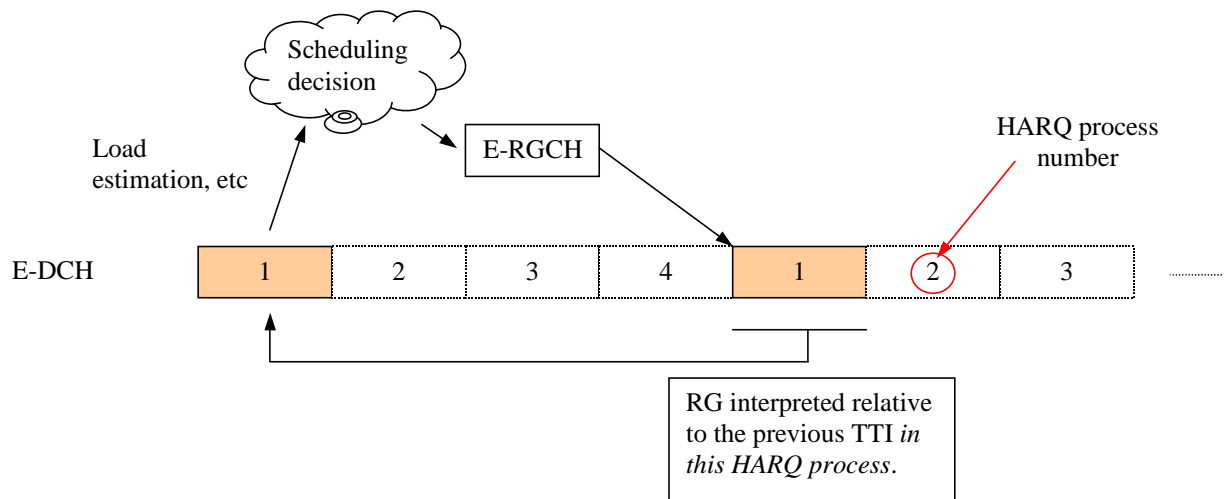 Scheduling
decision
E-RGCH
HARQ process
number
Load
estimation, etc
E-DCH
1 2 3 4 1 2 3
RG interpreted relative
to the previous TTI in
this HARQ process.